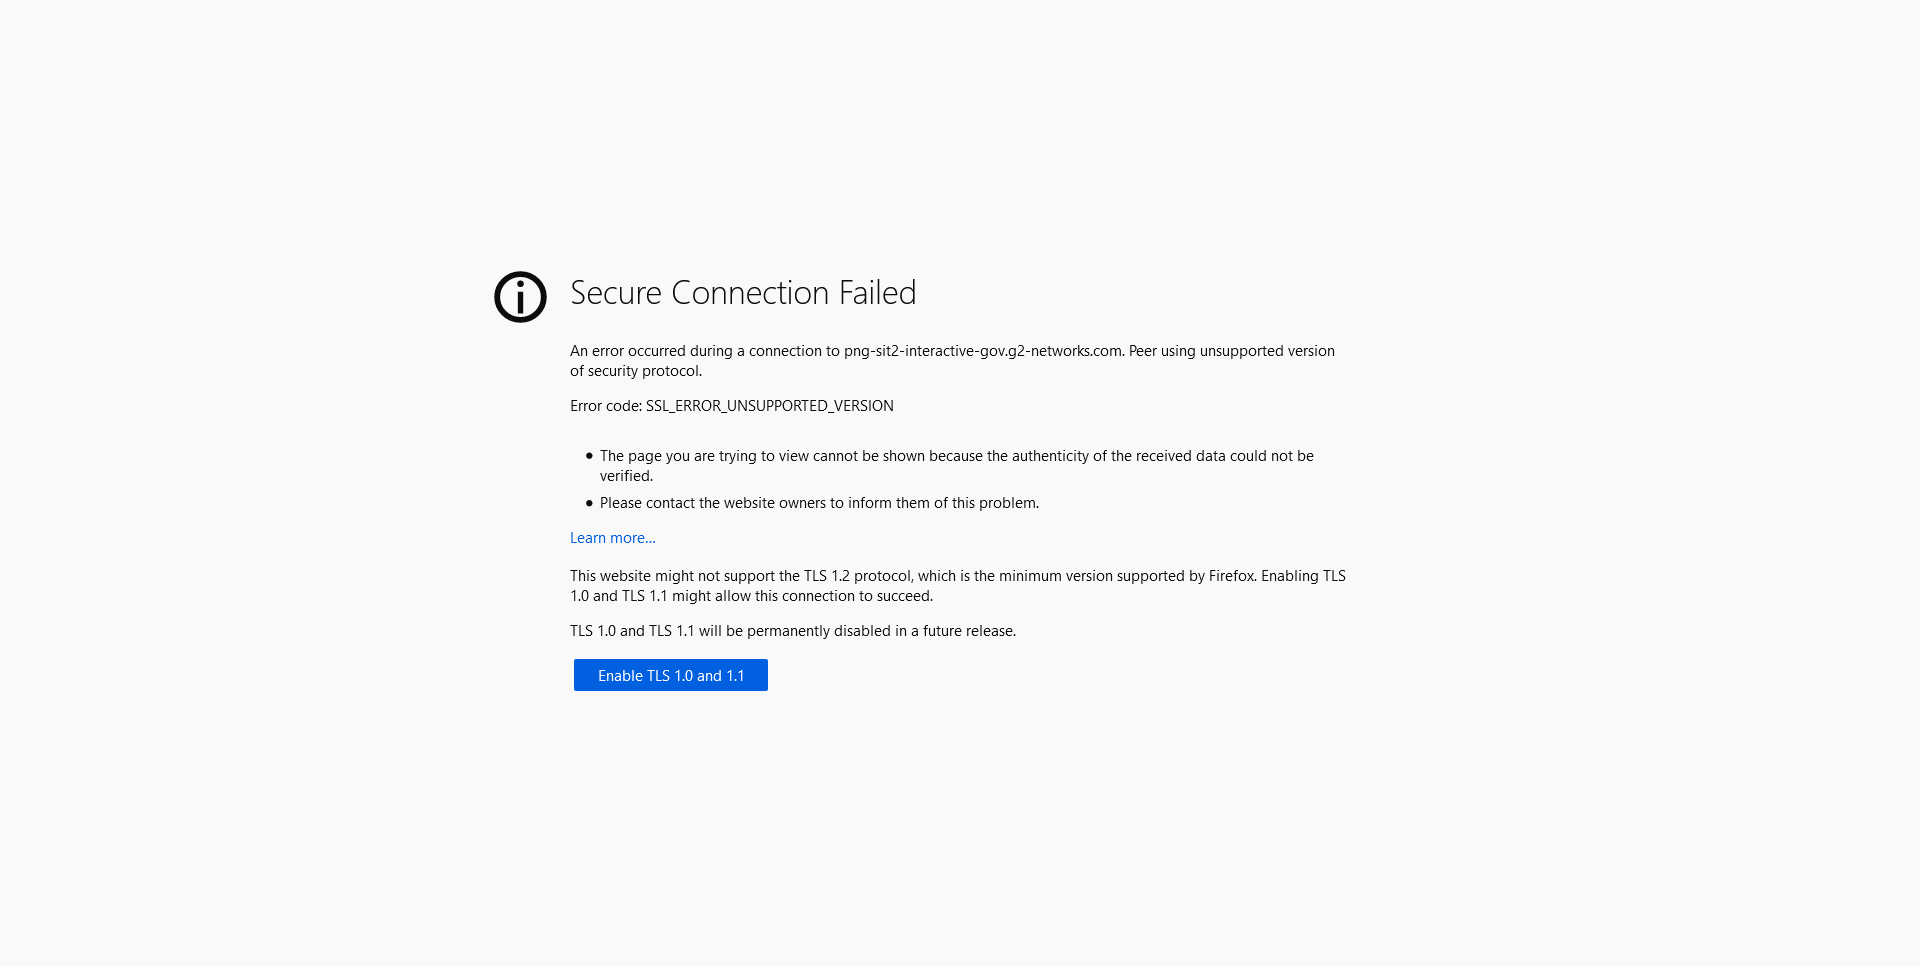 Secure Connection Failed
An error occurred during a connection to png-sit2-interactive-gov.g2-networks.com. Peer using unsupported version
of security protocol.
Error code: SSL_ERROR_UNSUPPORTED_VERSION
• The page you are trying to view cannot be shown because the authenticity of the received data could not be
verified.
• Please contact the website owners to inform them of this problem.
Learn more...
This website might not support the TLS 1.2 protocol, which is the minimum version supported by Firefox. Enabling TLS
1.0 and TLS 1.1 might allow this connection to succeed.
TLS 1.0 and TLS 1.1 will be permanently disabled in a future release.
Enable TLS 1.0 and 1.1